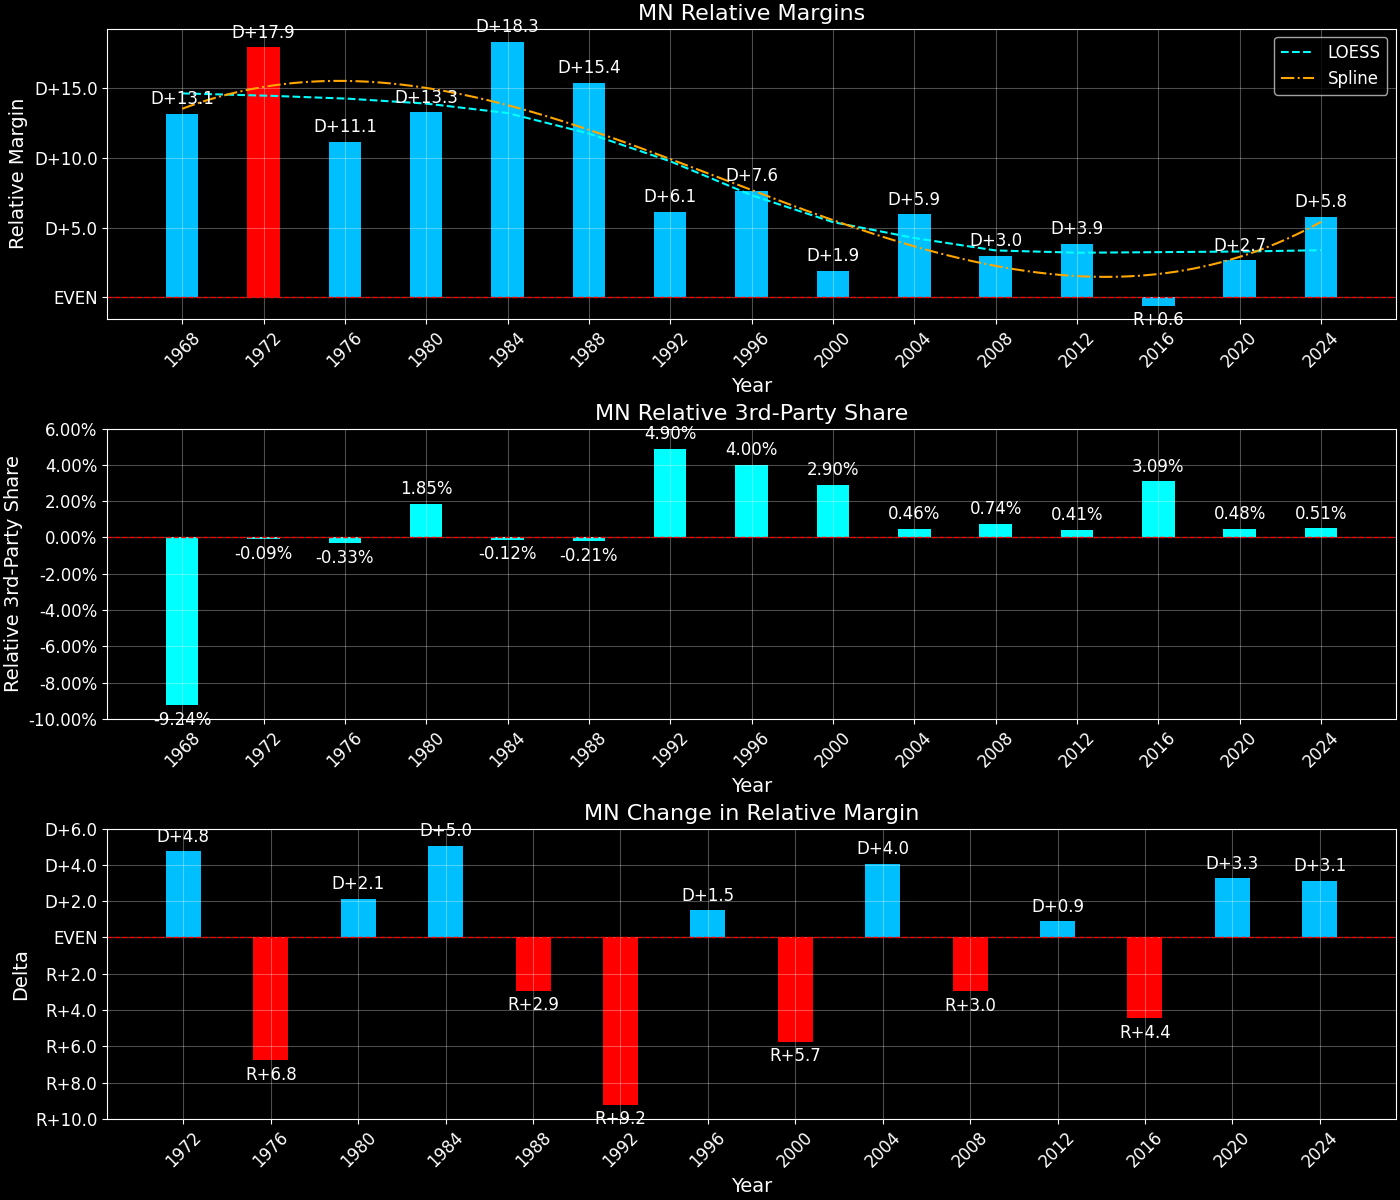 MN Relative Margins
Relative Margin
D+15.0
D+10.0
D+5.0
EVEN
D+13.1
D+17.9
D+11.1
D+13.3
D+18.3
D+15.4
D+6.1
D+7.6
D+1.9
D+5.9
D+3.0
D+3.9
R+0.6
D+2.7
D+5.8
LOESS
Spline
1968 1972 1976 1980 1984 1988 1992 1996 2000 2004 2008 2012 2016 2020 2024
Year
MN Relative 3rd-Party Share
Relative 3rd-Party Share
6.00%
4.00%
2.00%
0.00%
-2.00%
-4.00%
-6.00%
-8.00%
-10.00%
-9.24%
-0.09%
-0.33%
1.85%
-0.12%
-0.21%
4.90%
4.00%
2.90%
0.46%
0.74%
0.41%
3.09%
0.48%
0.51%
1968 1972 1976 1980 1984 1988 1992 1996 2000 2004 2008 2012 2016 2020 2024
Year
MN Change in Relative Margin
Delta
D+6.0
D+4.0
D+2.0
EVEN
R+2.0
R+4.0
R+6.0
R+8.0
R+10.0
D+4.8
R+6.8
D+2.1
D+5.0
R+2.9
R+9.2
D+1.5
R+5.7
D+4.0
R+3.0
D+0.9
R+4.4
D+3.3
D+3.1
1972 1976 1980 1984 1988 1992 1996 2000 2004 2008 2012 2016 2020 2024
Year